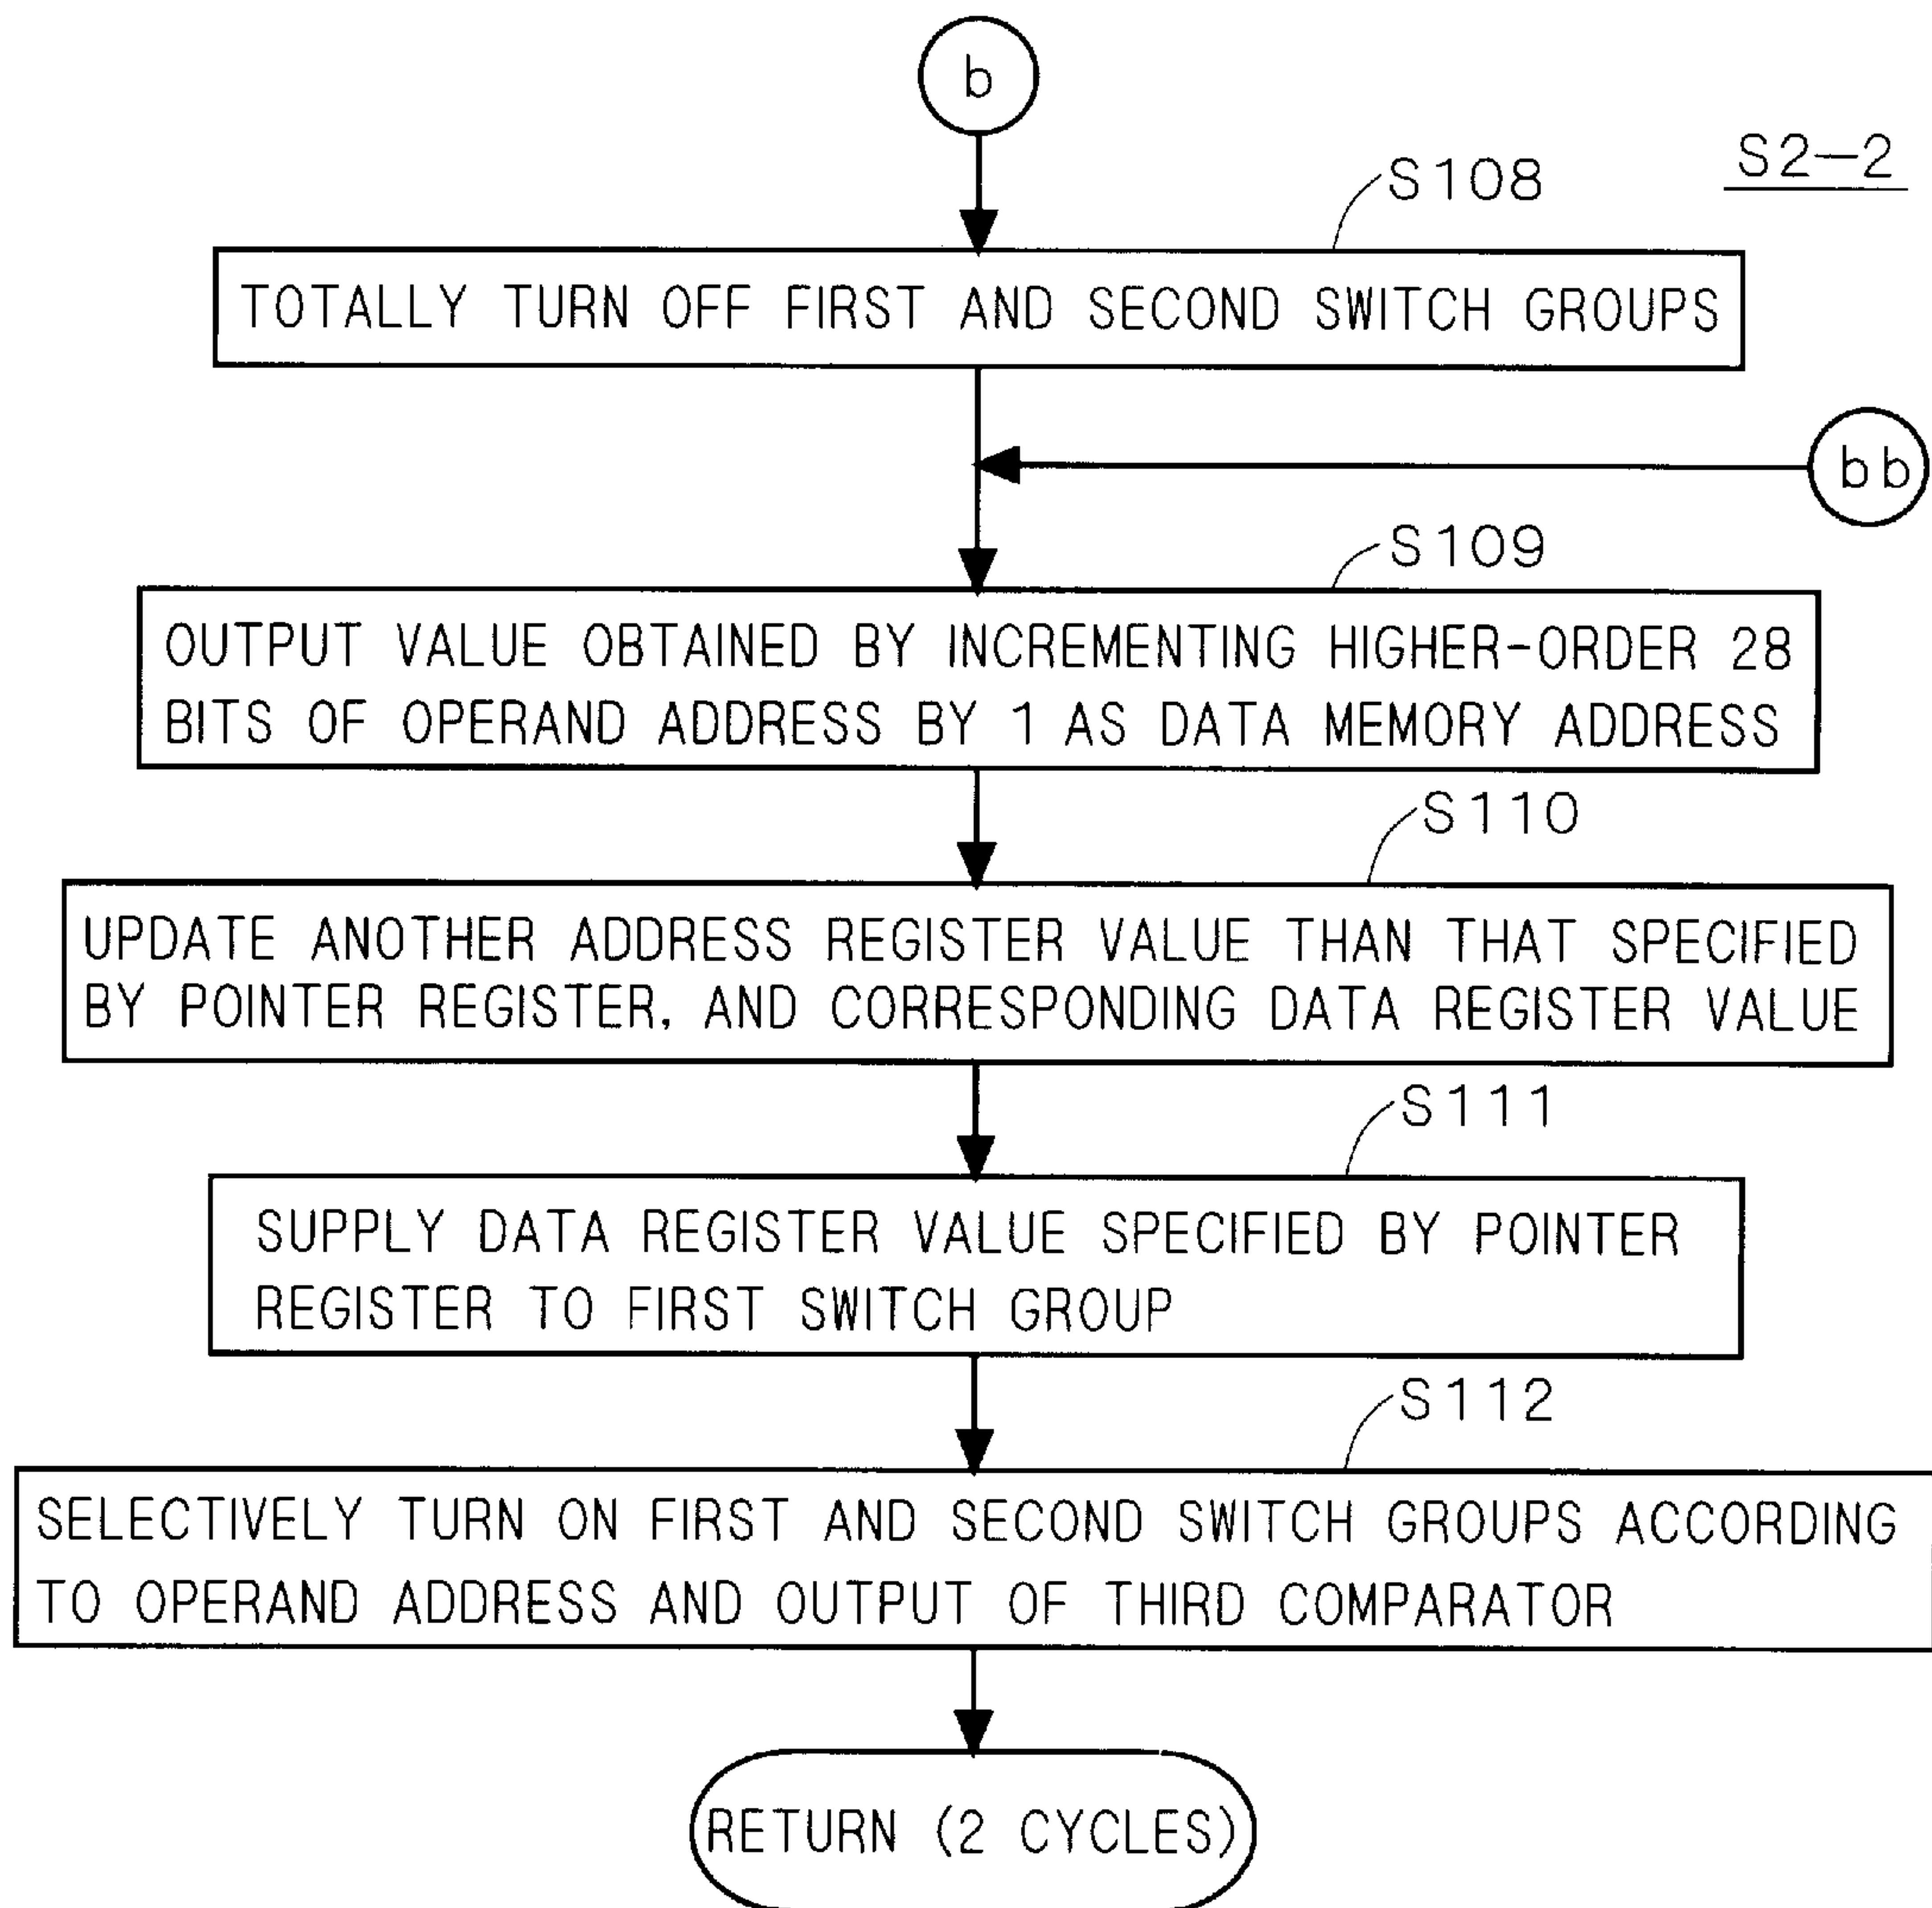 b
S2-2
S108
TOTALLY TURN OFF FIRST AND SECOND SWITCH GROUPS
bb
S109
OUTPUT VALUE OBTAINED BY INCREMENTING HIGHER-ORDER 28
BITS OF OPERAND ADDRESS BY 1 AS DATA MEMORY ADDRESS
S110
UPDATE ANOTHER ADDRESS REGISTER VALUE THAN THAT SPECIFIED
BY POINTER REGISTER, AND CORRESPONDING DATA REGISTER VALUE
S111
SUPPLY DATA REGISTER VALUE SPECIFIED BY POINTER
REGISTER TO FIRST SWITCH GROUP
S112
SELECTIVELY TURN ON FIRST AND SECOND SWITCH GROUPS ACCORDING
TO OPERAND ADDRESS AND OUTPUT OF THIRD COMPARATOR
RETURN (2 CYCLES)